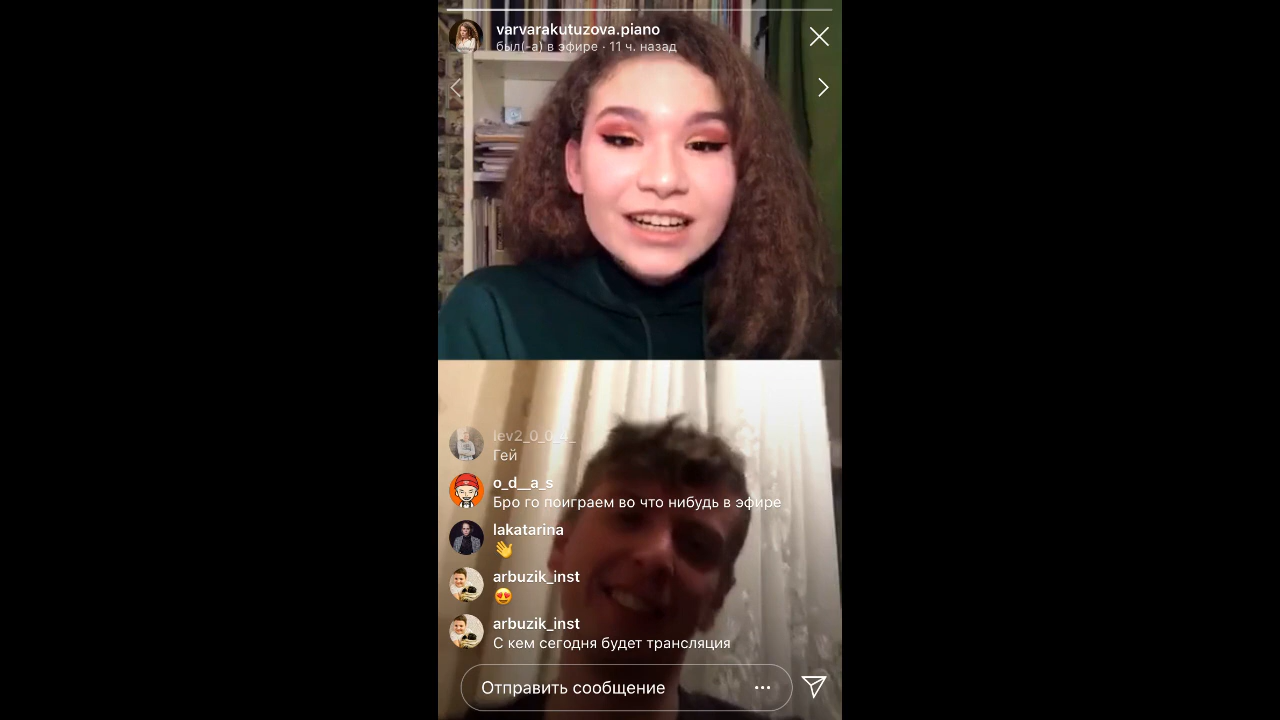 varvarakutuzova.piano
был(-а) в эфире · 11 ч. назад
lev2_0_0_4_
Гей
o_d__a_s
Бро го поиграем во что нибудь в эфире
lakatarina
👋
arbuzik_inst
😍
arbuzik_inst
С кем сегодня будет трансляция
Отправить сообщение